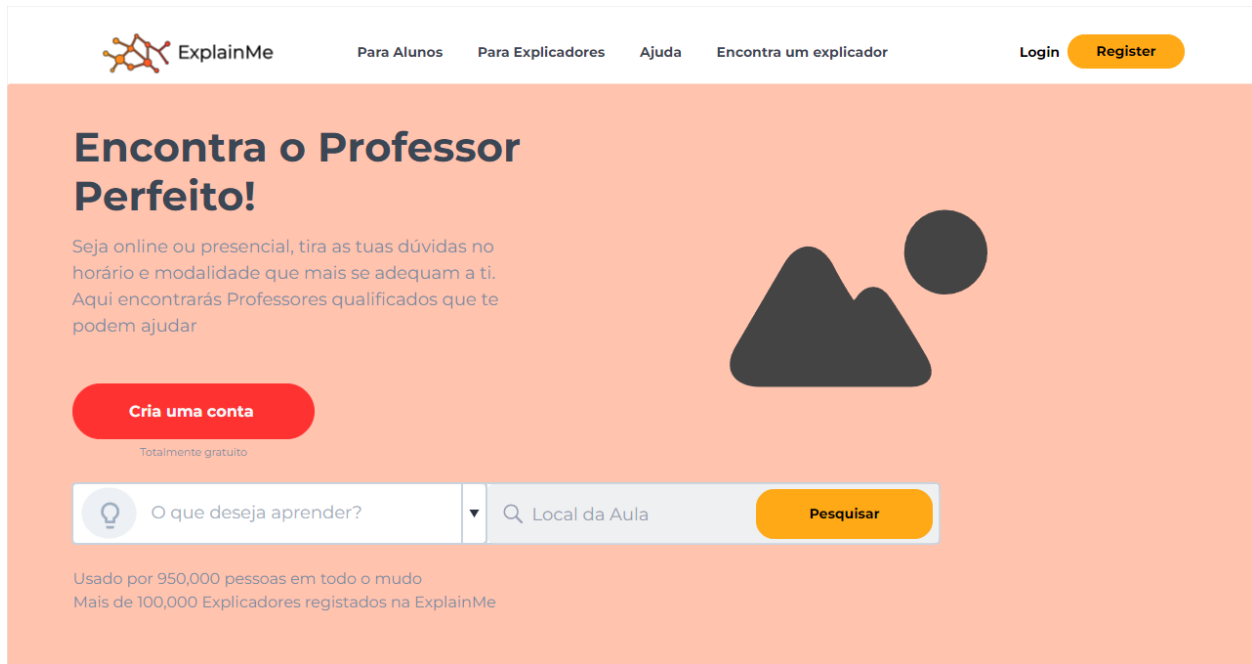 ExplainMe
Para Alunos
Para Explicadores
Ajuda
Encontra um explicador
Login
Register
Encontra o Professor
Perfeito!
Seja online ou presencial, tira as tuas dúvidas no
horário e modalidade que mais se adequam a ti.
Aqui encontrarás Professores qualificados que te
podem ajudar
Cria uma conta
Totalmente gratuito
O que deseja aprender?
Local da Aula
Pesquisar
Usado por 950,000 pessoas em todo o mudo
Mais de 100,000 Explicadores registados na ExplainMe